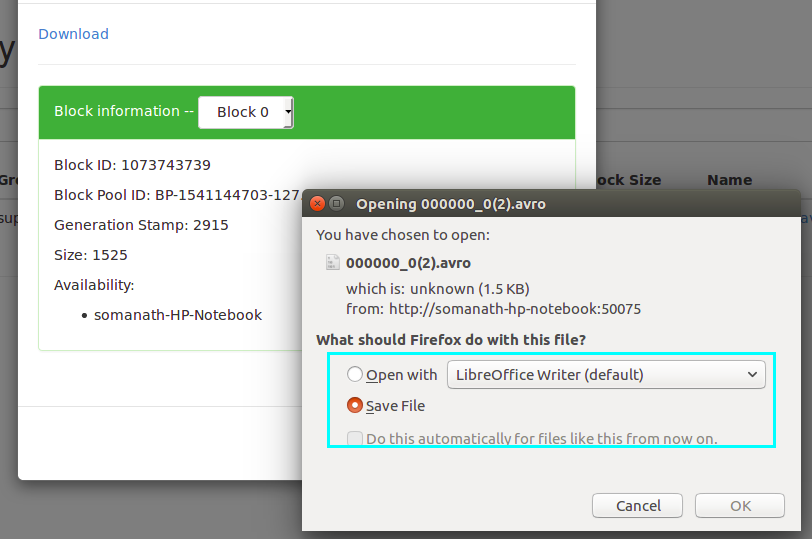 y
Download
Block information -- Block 0
Block ID: 1073743739
Block Pool ID: BP-1541144703-127.
Generation Stamp: 2915
Size: 1525
Availability:
• somanath-HP-Notebook
Gro
ock Size Name
sup
av
Opening 000000_0(2).avro
You have chosen to open:
000000_0(2).avro
which is: unknown (1.5 KB)
from: http://somanath-hp-notebook:50075
What should Firefox do with this file?
Open with LibreOffice Writer (default)
Save File
Do this automatically for files like this from now on.
Cancel OK